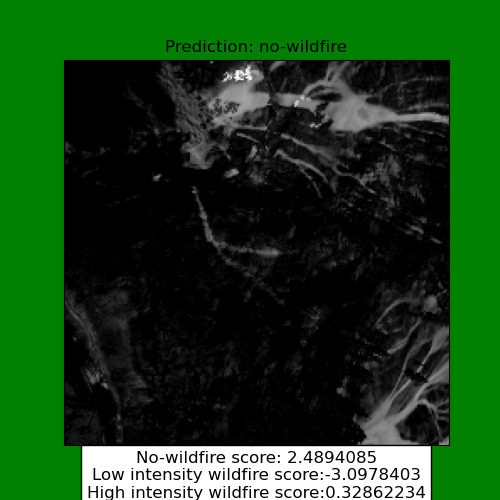 Prediction: no-wildfire
No-wildfire score: 2.4894085
Low intensity wildfire score:-3.0978403
High intensity wildfire score:0.32862234